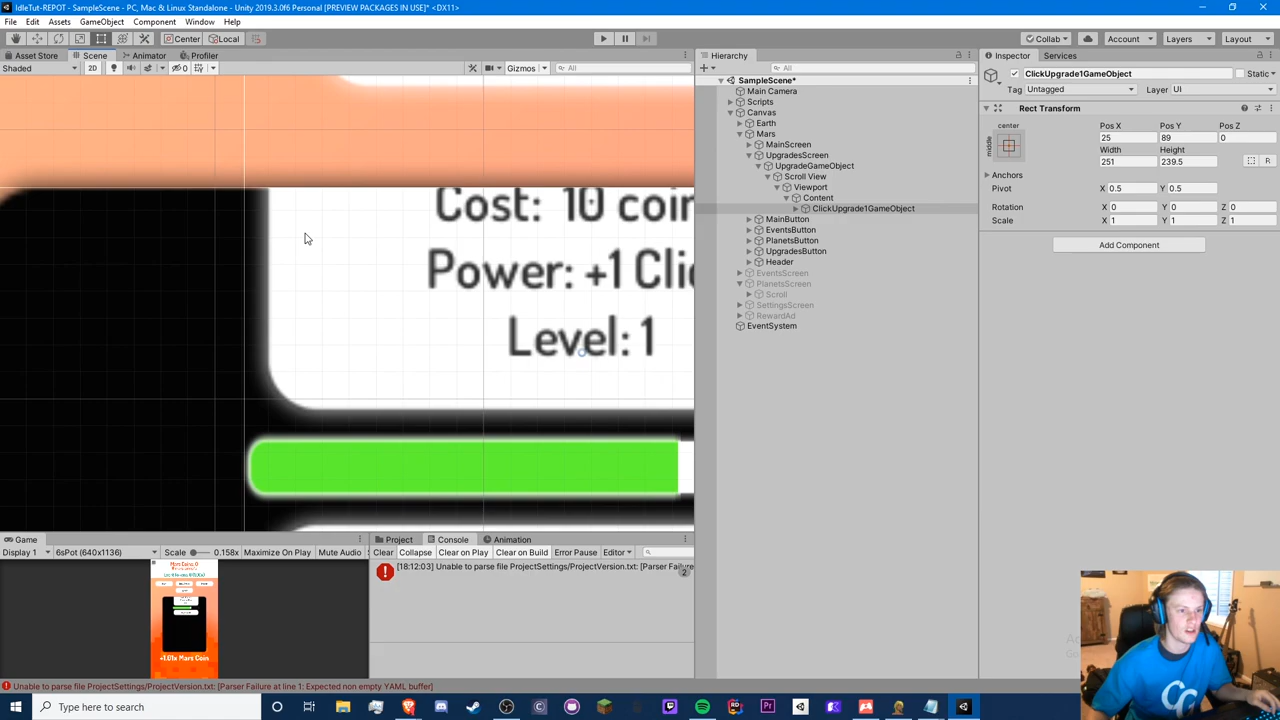 IdleTut-REPOT - SampleScene - PC, Mac & Linux Standalone - Unity 2019.3.0f6 Personal [PREVIEW PACKAGES IN USE]* <DX11>
File Edit Assets GameObject Component Window Help
Center Local Collab Account Layers Layout
Asset Store Scene Animator Profiler
Shaded 2D 0 Gizmos All
Cost: 10 coin
Power: +1 Clic
Level: 1
Hierarchy
All
SampleScene*
Main Camera
Scripts
Canvas
Earth
Mars
MainScreen
UpgradesScreen
UpgradeGameObject
Scroll View
Viewport
Content
ClickUpgrade1GameObject
MainButton
EventsButton
PlanetsButton
UpgradesButton
Header
EventsScreen
PlanetsScreen
Scroll
SettingsScreen
RewardAd
EventSystem
Inspector Services
ClickUpgrade1GameObject Static
Tag Untagged Layer UI
Rect Transform
center
middle
Pos X Pos Y Pos Z
25 89 0
Width Height
251 239.5
R
Anchors
Pivot X 0.5 Y 0.5
Rotation X 0 Y 0 Z 0
Scale X 1 Y 1 Z 1
Add Component
Game
Display 1 6sPot (640x1136) Scale 0.158x Maximize On Play Mute Audio
+1.01x Mars Coin
Project Console Animation
Clear Collapse Clear on Play Clear on Build Error Pause Editor
[18:12:03] Unable to parse file ProjectSettings/ProjectVersion.txt: [Parser Failure
2
Unable to parse file ProjectSettings/ProjectVersion.txt: [Parser Failure at line 1: Expected non empty YAML buffer]
Type here to search